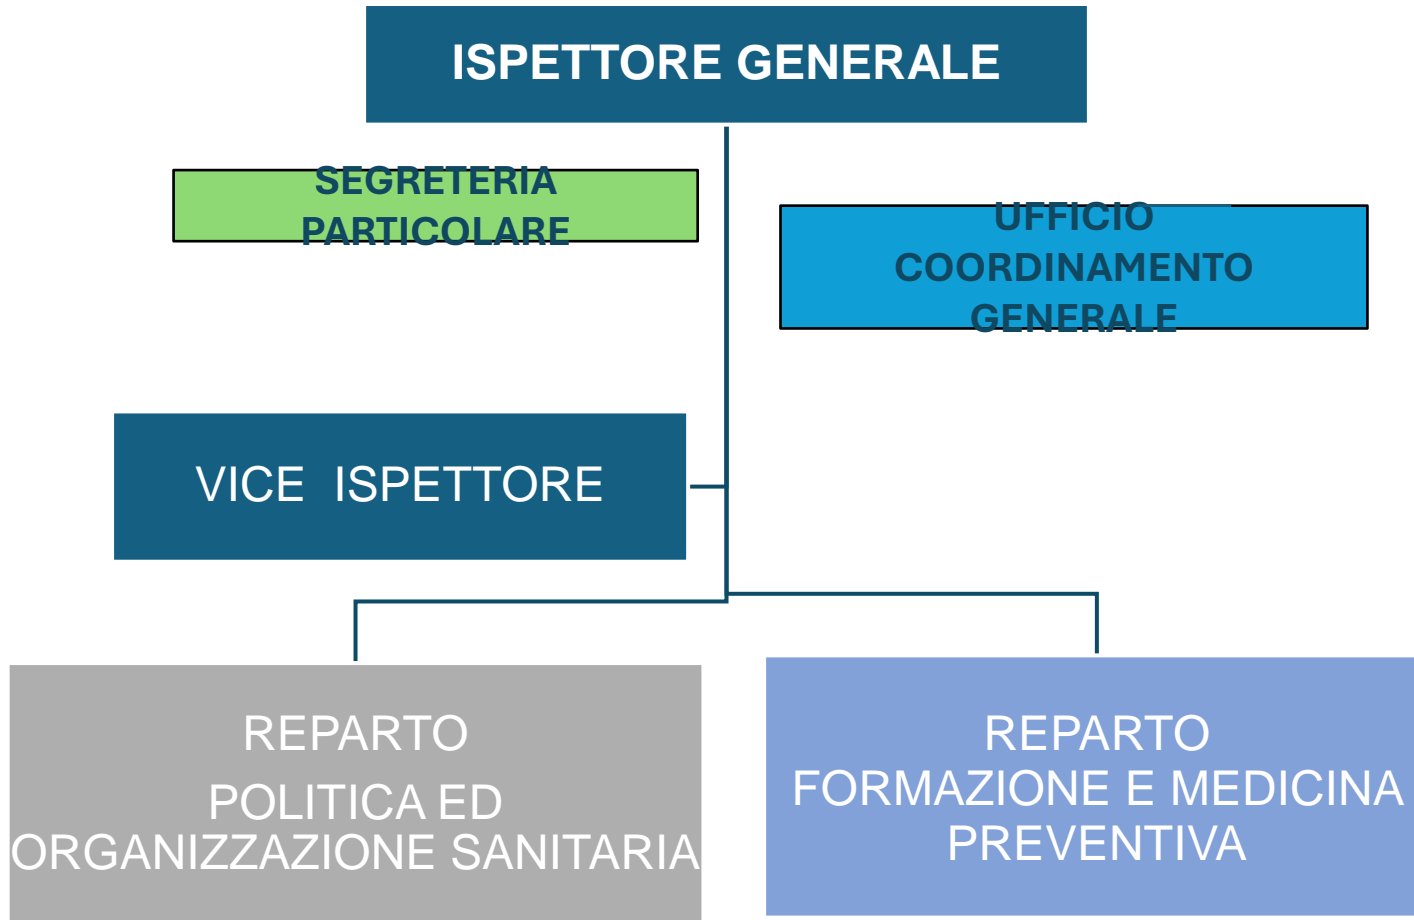 ISPETTORE GENERALE
SEGRETERIA
PARTICOLARE
UFFICIO
COORDINAMENTO
GENERALE
VICE  ISPETTORE
REPARTO
POLITICA ED
ORGANIZZAZIONE SANITARIA
REPARTO
FORMAZIONE E MEDICINA
PREVENTIVA